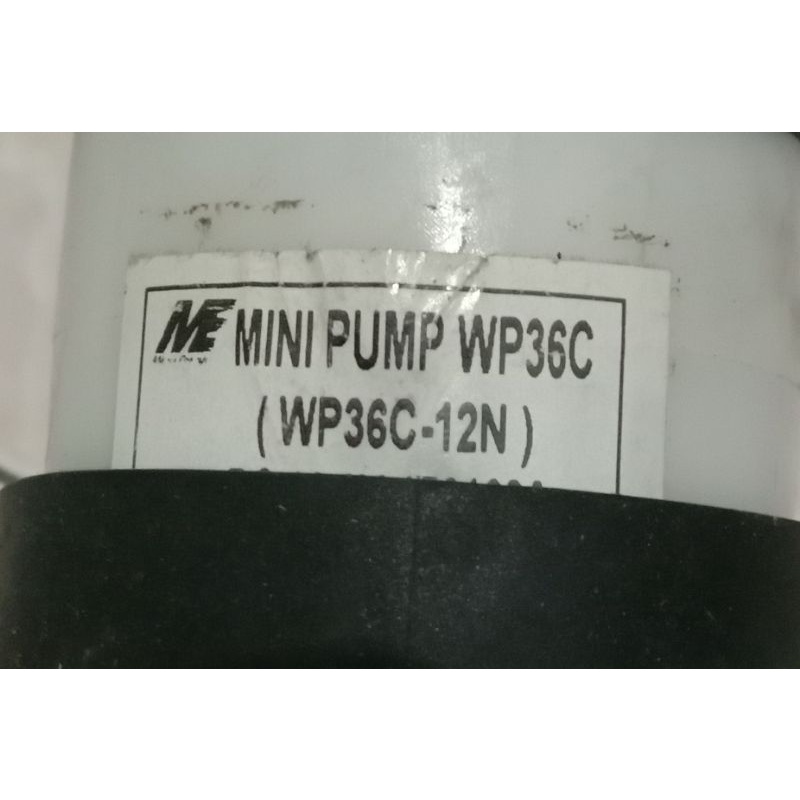 ME MINI PUMP WP36C
( WP36C-12N )